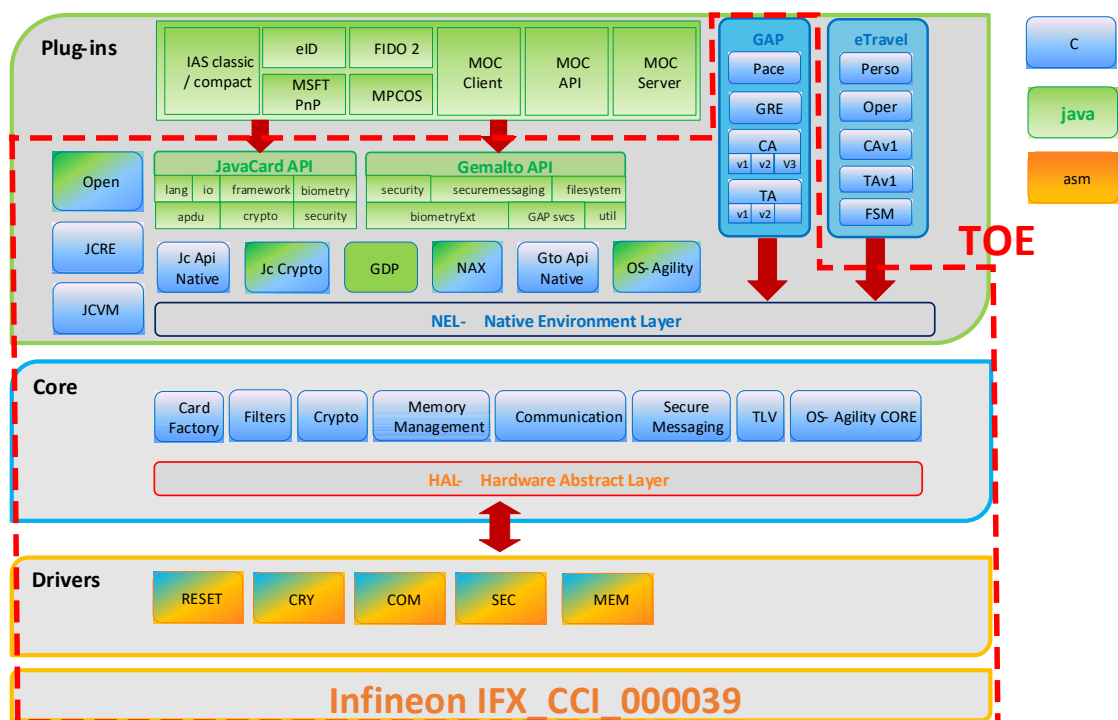 Plug-ins
IAS classic
/ compact
eID
FIDO 2
MSFT
PnP
MPCOS
MOC
Client
MOC
API
MOC
Server
GAP
Pace
GRE
CA
v1 v2 V3
TA
v1 v2
eTravel
Perso
Oper
CAv1
TAv1
FSM
C
java
asm
TOE
Open
JCRE
JCVM
JavaCard API
lang io framework biometry
apdu crypto security
Gemalto API
security securemessaging filesystem
biometryExt GAP svcs util
Jc Api
Native
Jc Crypto
GDP
NAX
Gto Api
Native
OS- Agility
NEL- Native Environment Layer
Core
Card
Factory
Filters
Crypto
Memory
Management
Communication
Secure
Messaging
TLV
OS- Agility CORE
HAL- Hardware Abstract Layer
Drivers
RESET
CRY
COM
SEC
MEM
Infineon IFX_CCI_000039